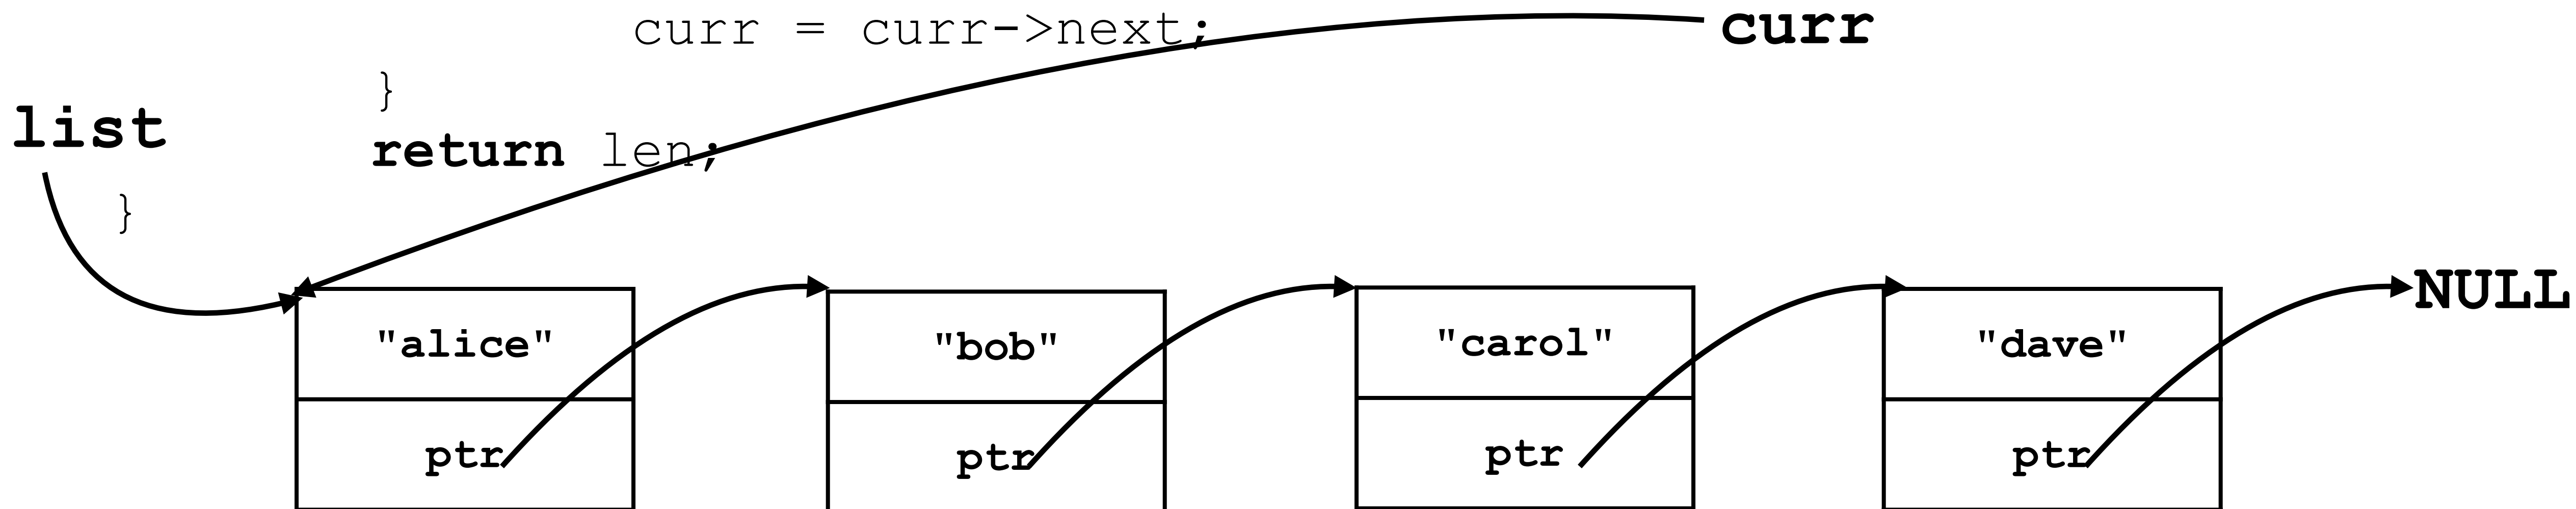 curr = curr->next;
curr
}
list
return len;
}
NULL
"alice" "bob" "carol" "dave"
ptr ptr ptr ptr